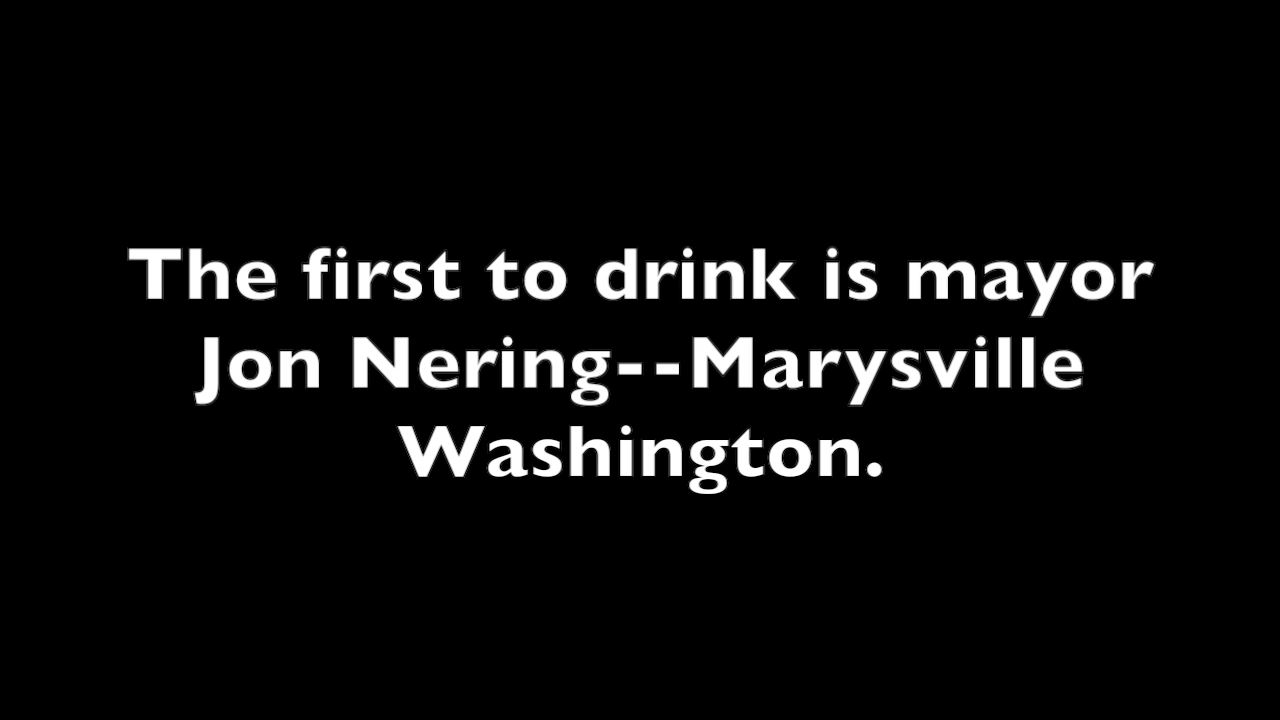 The first to drink is mayor
Jon Nering--Marysville
Washington.